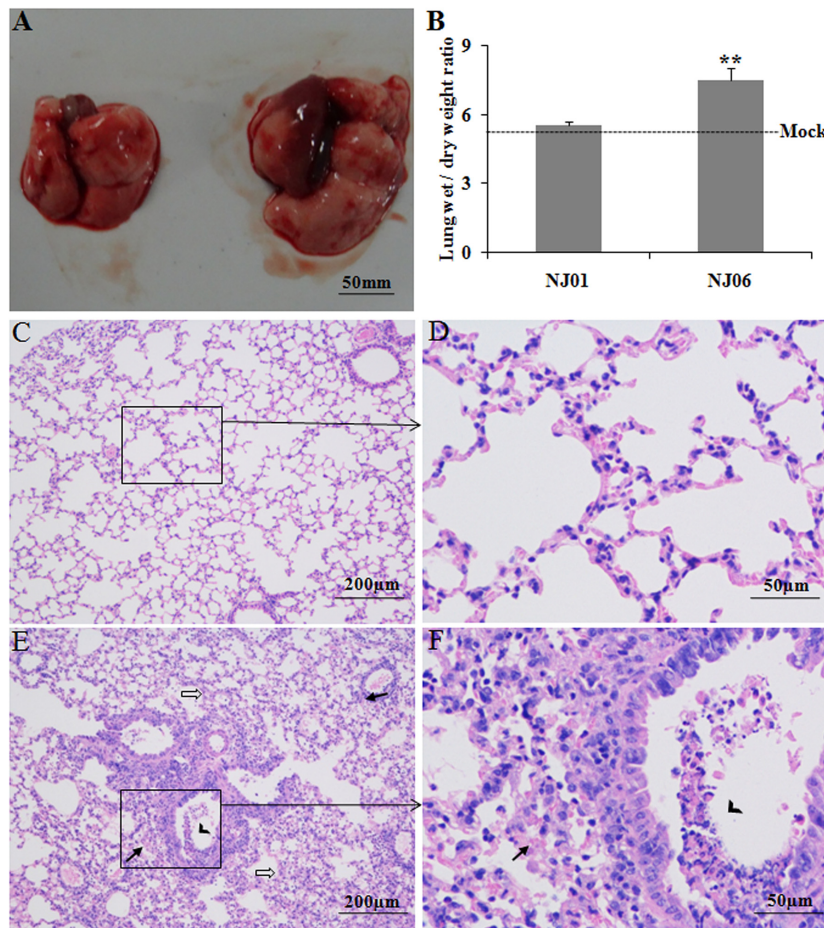 A
50mm
B
Lung wet / dry weight ratio
9
6
3
0
**
Mock
NJ01
NJ06
C
200μm
D
50μm
E
200μm
F
50μm